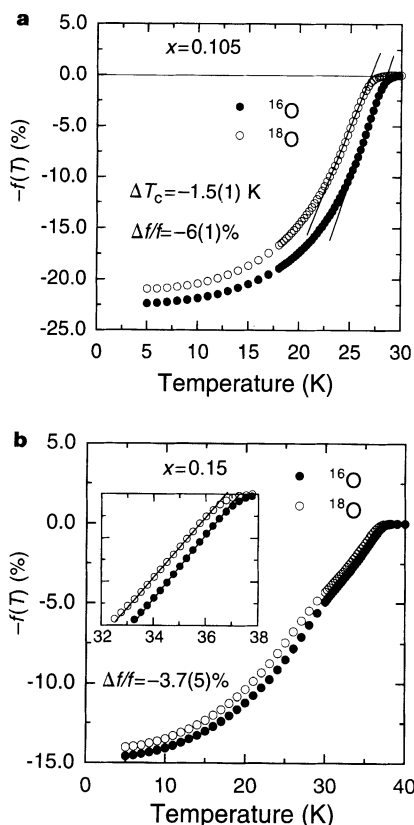 a
5.0
0.0
-5.0
-10.0
-15.0
-20.0
-25.0
–f(T) (%)
x=0.105
● ¹⁶O
○ ¹⁸O
ΔTc=–1.5(1) K
Δf/f=–6(1)%
0 5 10 15 20 25 30
Temperature (K)
b
5.0
0.0
-5.0
-10.0
-15.0
–f(T) (%)
x=0.15
● ¹⁶O
○ ¹⁸O
32 34 36 38
Δf/f=–3.7(5)%
0 10 20 30 40
Temperature (K)